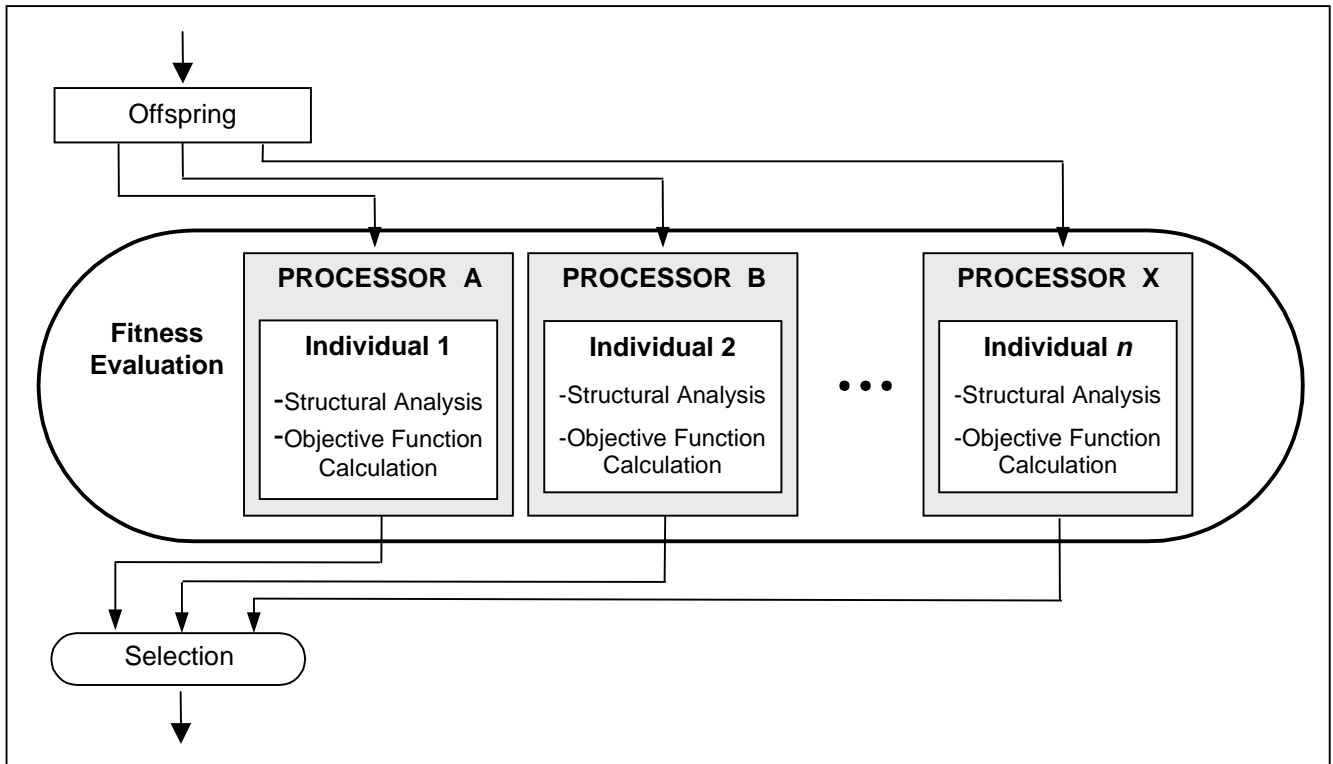 Offspring
PROCESSOR A
PROCESSOR B
PROCESSOR X
Fitness
Evaluation
Individual 1
-Structural Analysis
-Objective Function
Calculation
Individual 2
-Structural Analysis
-Objective Function
Calculation
•••
Individual n
-Structural Analysis
-Objective Function
Calculation
Selection